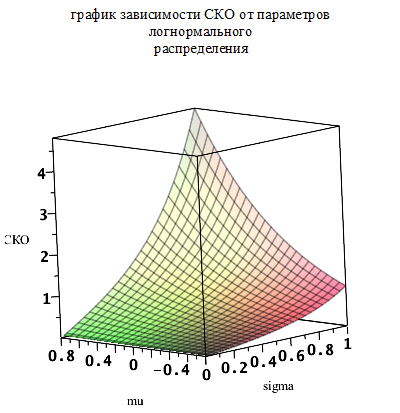 график зависимости СКО от параметров
логнормального
распределения
4
3
СКО
2
1
0.8 0.4 0 −0.4 0 0.2 0.4 0.6 0.8 1
sigma
mu